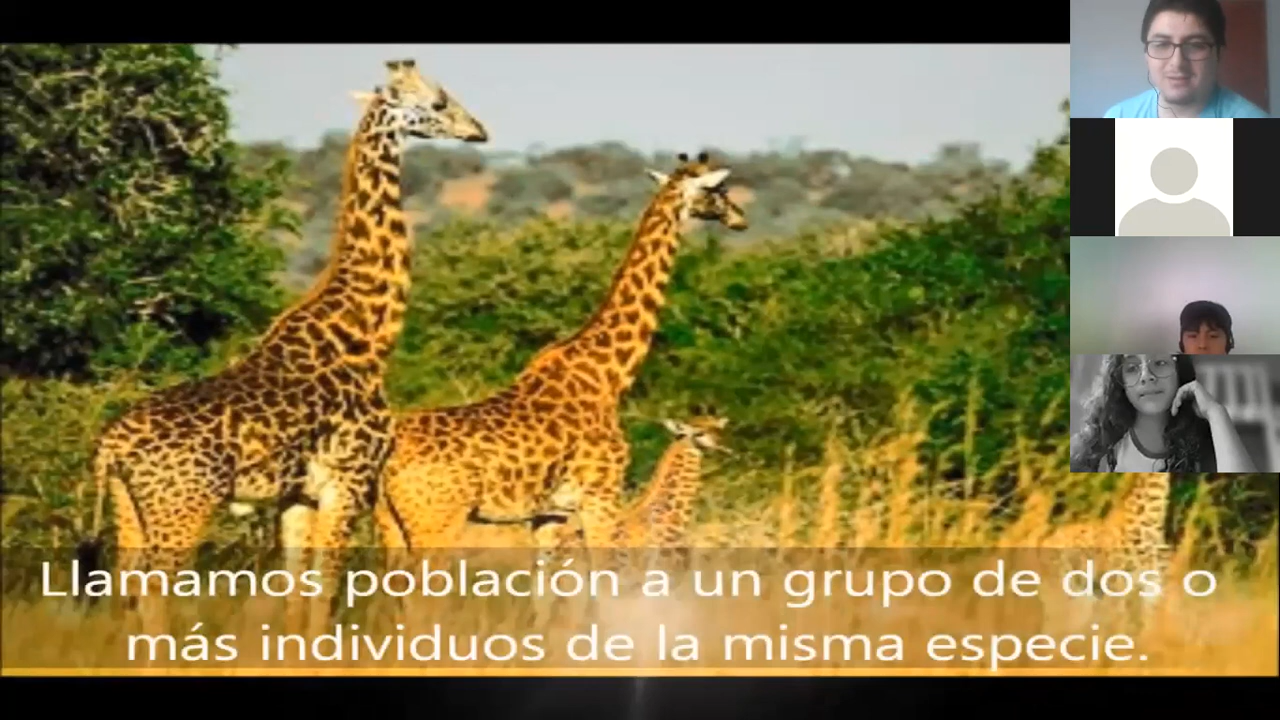 Llamamos población a un grupo de dos o
más individuos de la misma especie.